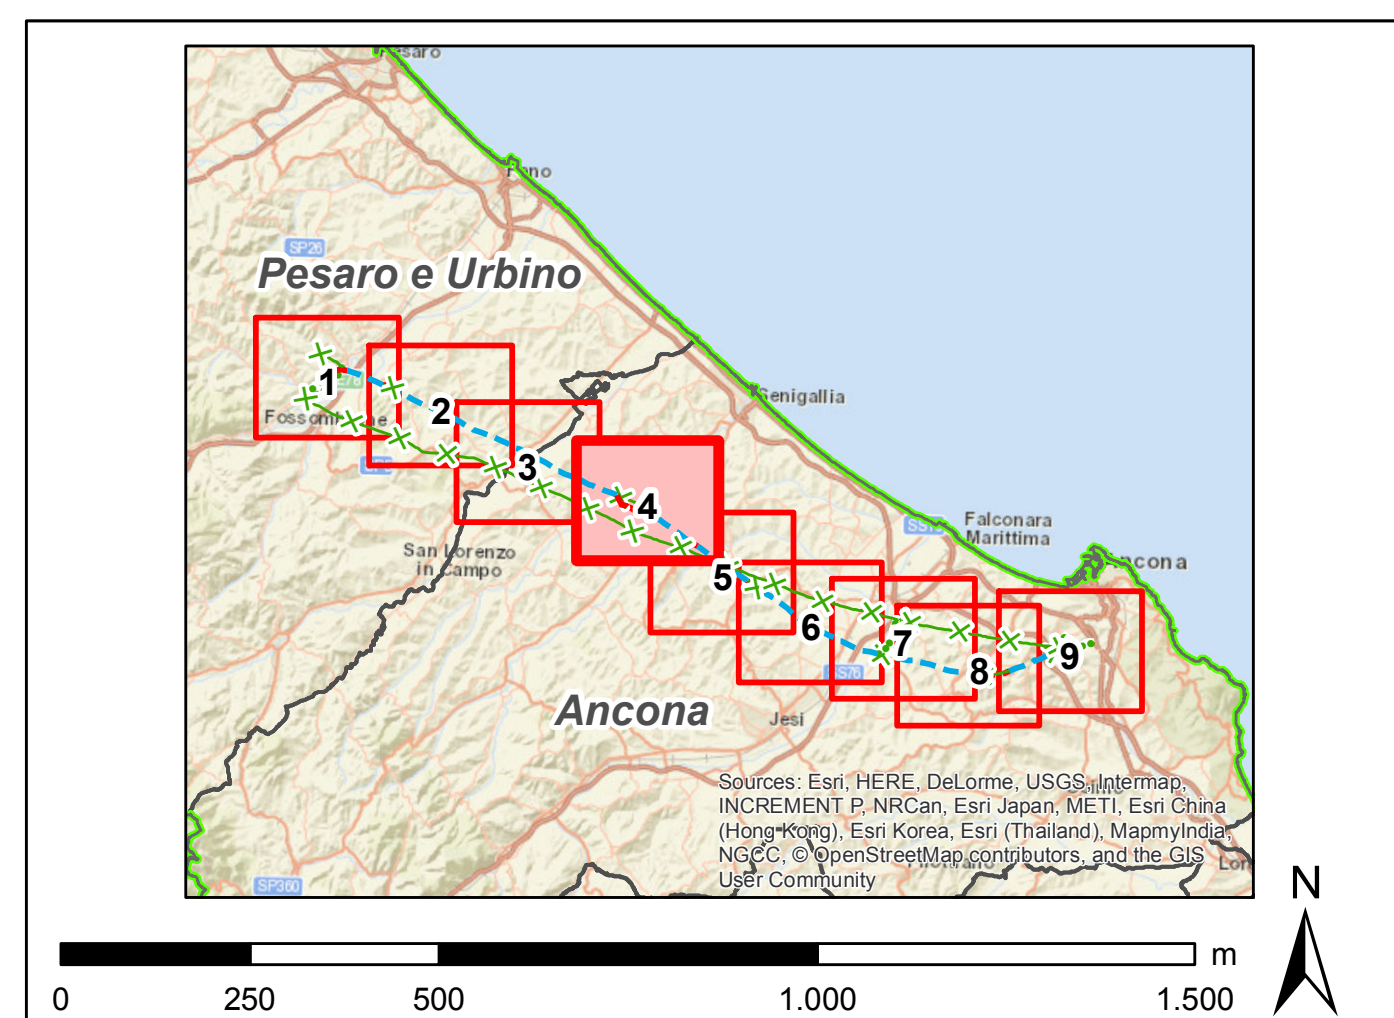 Pesaro
Fano
SP26
Pesaro e Urbino
1
Fossombrone
2
Senigallia
3
4
San Lorenzo
in Campo
Falconara
Marittima
Ancona
5
6
7
8
9
SS76
Ancona
Jesi
Sources: Esri, HERE, DeLorme, USGS, Intermap,
INCREMENT P, NRCan, Esri Japan, METI, Esri China
(Hong Kong), Esri Korea, Esri (Thailand), MapmyIndia,
NGCC, © OpenStreetMap contributors, and the GIS
User Community
SP360
N
m
0 250 500 1.000 1.500